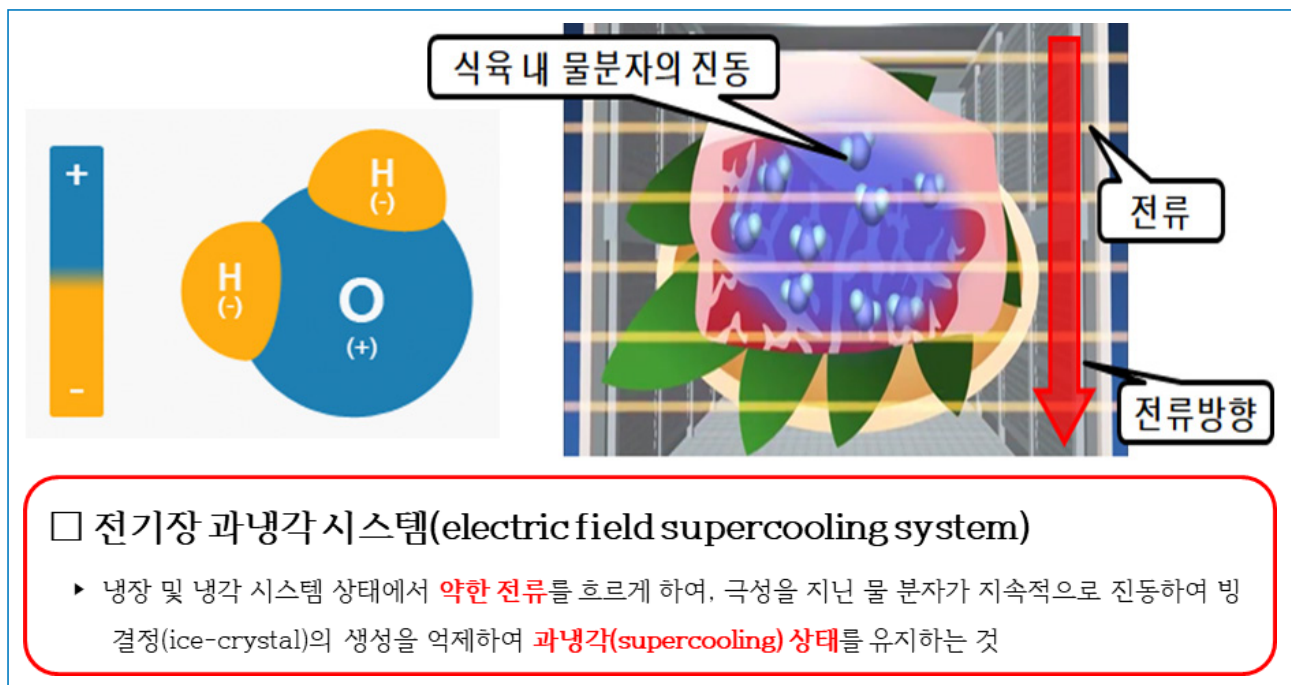 식육 내 물분자의 진동
+
H
(-)
전류
H
(-)
O
(+)
-
전류방향
□ 전기장 과냉각 시스템(electric field supercooling system)
▶ 냉장 및 냉각 시스템 상태에서 약한 전류를 흐르게 하여, 극성을 지닌 물 분자가 지속적으로 진동하여 빙
결정(ice-crystal)의 생성을 억제하여 과냉각(supercooling) 상태를 유지하는 것